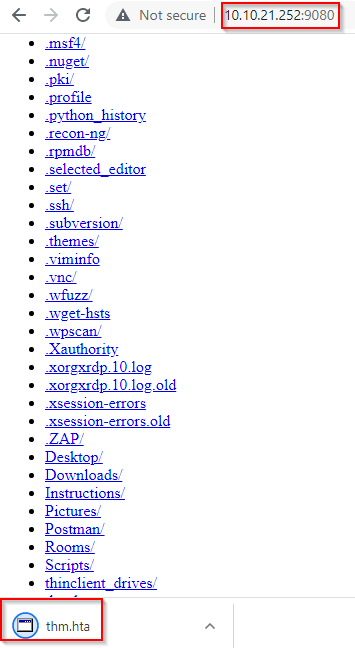 Not secure | 10.10.21.252:9080
.msf4/
.nuget/
.pki/
.profile
.python_history
.recon-ng/
.rpmdb/
.selected_editor
.set/
.ssh/
.subversion/
.themes/
.viminfo
.vnc/
.wfuzz/
.wget-hsts
.wpscan/
.Xauthority
.xorgxrdp.10.log
.xorgxrdp.10.log.old
.xsession-errors
.xsession-errors.old
.ZAP/
Desktop/
Downloads/
Instructions/
Pictures/
Postman/
Rooms/
Scripts/
thinclient_drives/
thm.hta